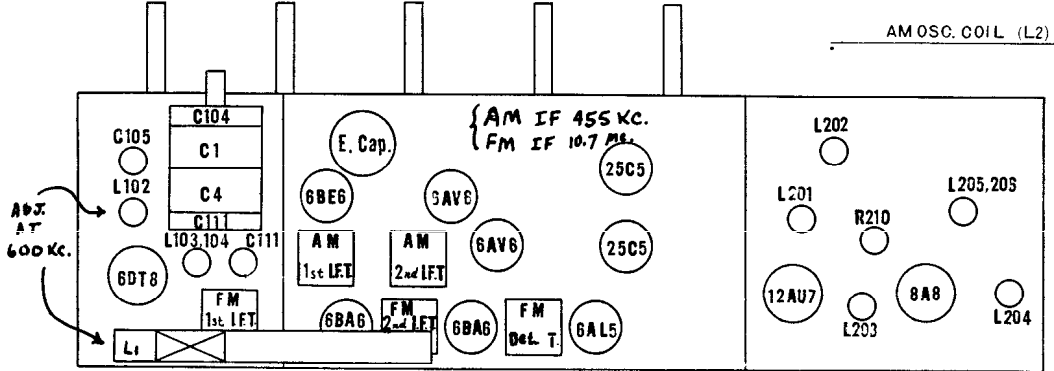 AM OSC. COIL (L2)
{AM IF 455 KC.
FM IF 10.7 MC.
C105
L102
C104
C1
C4
C111
L103,104
C111
6DT8
FM
1st I.F.T.
L1
ADJ.
AT
600 KC.
E. Cap.
6BE6
6AV6
6AV6
25C5
25C5
AM
1st I.F.T.
AM
2nd I.F.T.
6BA6
FM
2nd I.F.T.
6BA6
FM
Det. T.
6AL5
L202
L201
R210
L205,206
12AU7
L203
8A8
L204